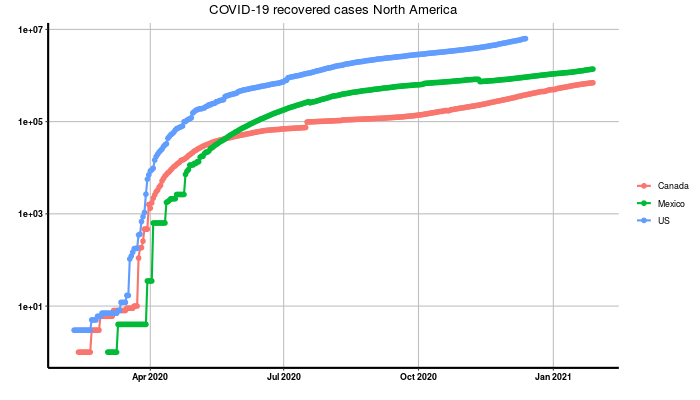 COVID-19 recovered cases North America
1e+07
1e+05
1e+03
1e+01
Apr 2020
Jul 2020
Oct 2020
Jan 2021
Canada
Mexico
US